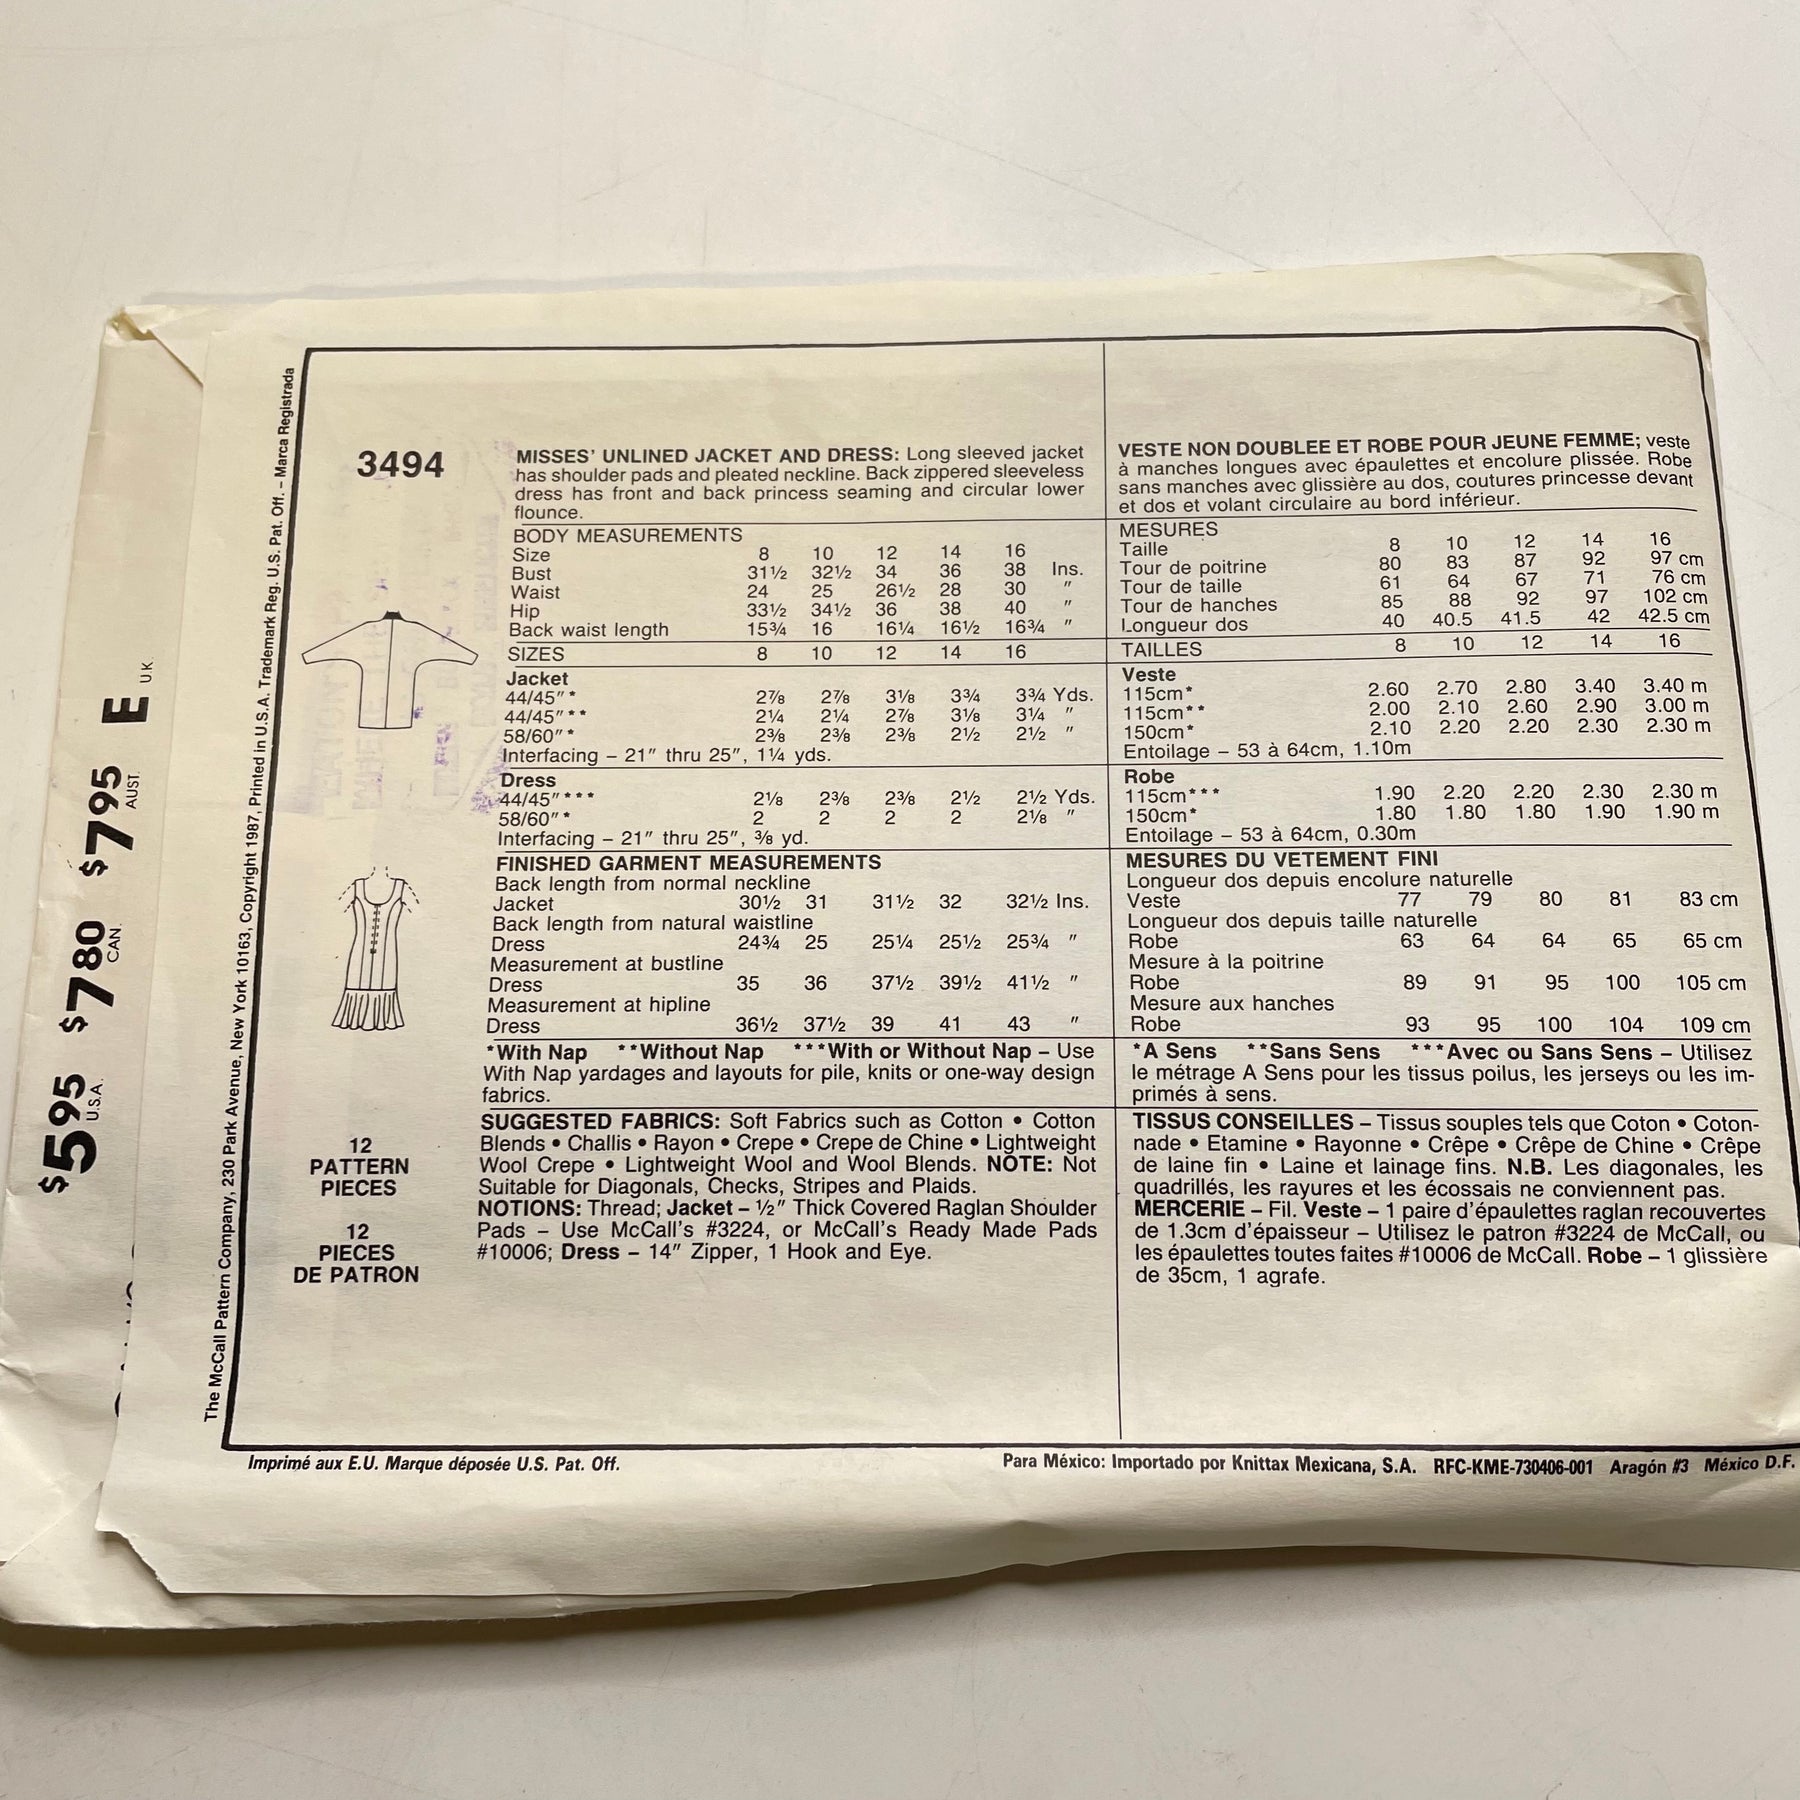 $5.95 U.S.A. $7.80 CAN. $7.95 AUST. E U.K.
The McCall Pattern Company, 230 Park Avenue, New York 10163, Copyright 1987, Printed in U.S.A. Trademark Reg. U.S. Pat. Off. – Marca Registrada
3494
MISSES' UNLINED JACKET AND DRESS: Long sleeved jacket
has shoulder pads and pleated neckline. Back zippered sleeveless
dress has front and back princess seaming and circular lower
flounce.
BODY MEASUREMENTS
Size 8 10 12 14 16
Bust 31½ 32½ 34 36 38 Ins.
Waist 24 25 26½ 28 30 ″
Hip 33½ 34½ 36 38 40 ″
Back waist length 15¾ 16 16¼ 16½ 16¾ ″
SIZES 8 10 12 14 16
Jacket
44/45″* 2⅞ 2⅞ 3⅛ 3¾ 3¾ Yds.
44/45″** 2¼ 2¼ 2⅞ 3⅛ 3¼ ″
58/60″* 2⅜ 2⅜ 2⅜ 2½ 2½ ″
Interfacing – 21″ thru 25″, 1¼ yds.
Dress
44/45″*** 2⅛ 2⅜ 2⅜ 2½ 2½ Yds.
58/60″* 2 2 2 2 2⅛ ″
Interfacing – 21″ thru 25″, ⅜ yd.
FINISHED GARMENT MEASUREMENTS
Back length from normal neckline
Jacket 30½ 31 31½ 32 32½ Ins.
Back length from natural waistline
Dress 24¾ 25 25¼ 25½ 25¾ ″
Measurement at bustline
Dress 35 36 37½ 39½ 41½ ″
Measurement at hipline
Dress 36½ 37½ 39 41 43 ″
*With Nap **Without Nap ***With or Without Nap – Use
With Nap yardages and layouts for pile, knits or one-way design
fabrics.
SUGGESTED FABRICS: Soft Fabrics such as Cotton • Cotton
Blends • Challis • Rayon • Crepe • Crepe de Chine • Lightweight
Wool Crepe • Lightweight Wool and Wool Blends. NOTE: Not
Suitable for Diagonals, Checks, Stripes and Plaids.
NOTIONS: Thread; Jacket – ½″ Thick Covered Raglan Shoulder
Pads – Use McCall's #3224, or McCall's Ready Made Pads
#10006; Dress – 14″ Zipper, 1 Hook and Eye.
12
PATTERN
PIECES
12
PIECES
DE PATRON
VESTE NON DOUBLEE ET ROBE POUR JEUNE FEMME; veste
à manches longues avec épaulettes et encolure plissée. Robe
sans manches avec glissière au dos, coutures princesse devant
et dos et volant circulaire au bord inférieur.
MESURES
Taille 8 10 12 14 16
Tour de poitrine 80 83 87 92 97 cm
Tour de taille 61 64 67 71 76 cm
Tour de hanches 85 88 92 97 102 cm
Longueur dos 40 40.5 41.5 42 42.5 cm
TAILLES 8 10 12 14 16
Veste
115cm* 2.60 2.70 2.80 3.40 3.40 m
115cm** 2.00 2.10 2.60 2.90 3.00 m
150cm* 2.10 2.20 2.20 2.30 2.30 m
Entoilage – 53 à 64cm, 1.10m
Robe
115cm*** 1.90 2.20 2.20 2.30 2.30 m
150cm* 1.80 1.80 1.80 1.90 1.90 m
Entoilage – 53 à 64cm, 0.30m
MESURES DU VETEMENT FINI
Longueur dos depuis encolure naturelle
Veste 77 79 80 81 83 cm
Longueur dos depuis taille naturelle
Robe 63 64 64 65 65 cm
Mesure à la poitrine
Robe 89 91 95 100 105 cm
Mesure aux hanches
Robe 93 95 100 104 109 cm
*A Sens **Sans Sens ***Avec ou Sans Sens – Utilisez
le métrage A Sens pour les tissus poilus, les jerseys ou les im-
primés à sens.
TISSUS CONSEILLES – Tissus souples tels que Coton • Coton-
nade • Etamine • Rayonne • Crêpe • Crêpe de Chine • Crêpe
de laine fin • Laine et lainage fins. N.B. Les diagonales, les
quadrillés, les rayures et les écossais ne conviennent pas.
MERCERIE – Fil. Veste – 1 paire d'épaulettes raglan recouvertes
de 1.3cm d'épaisseur – Utilisez le patron #3224 de McCall, ou
les épaulettes toutes faites #10006 de McCall. Robe – 1 glissière
de 35cm, 1 agrafe.
Imprimé aux E.U. Marque déposée U.S. Pat. Off.
Para México: Importado por Knittax Mexicana, S.A. RFC-KME-730406-001 Aragón #3 México D.F.